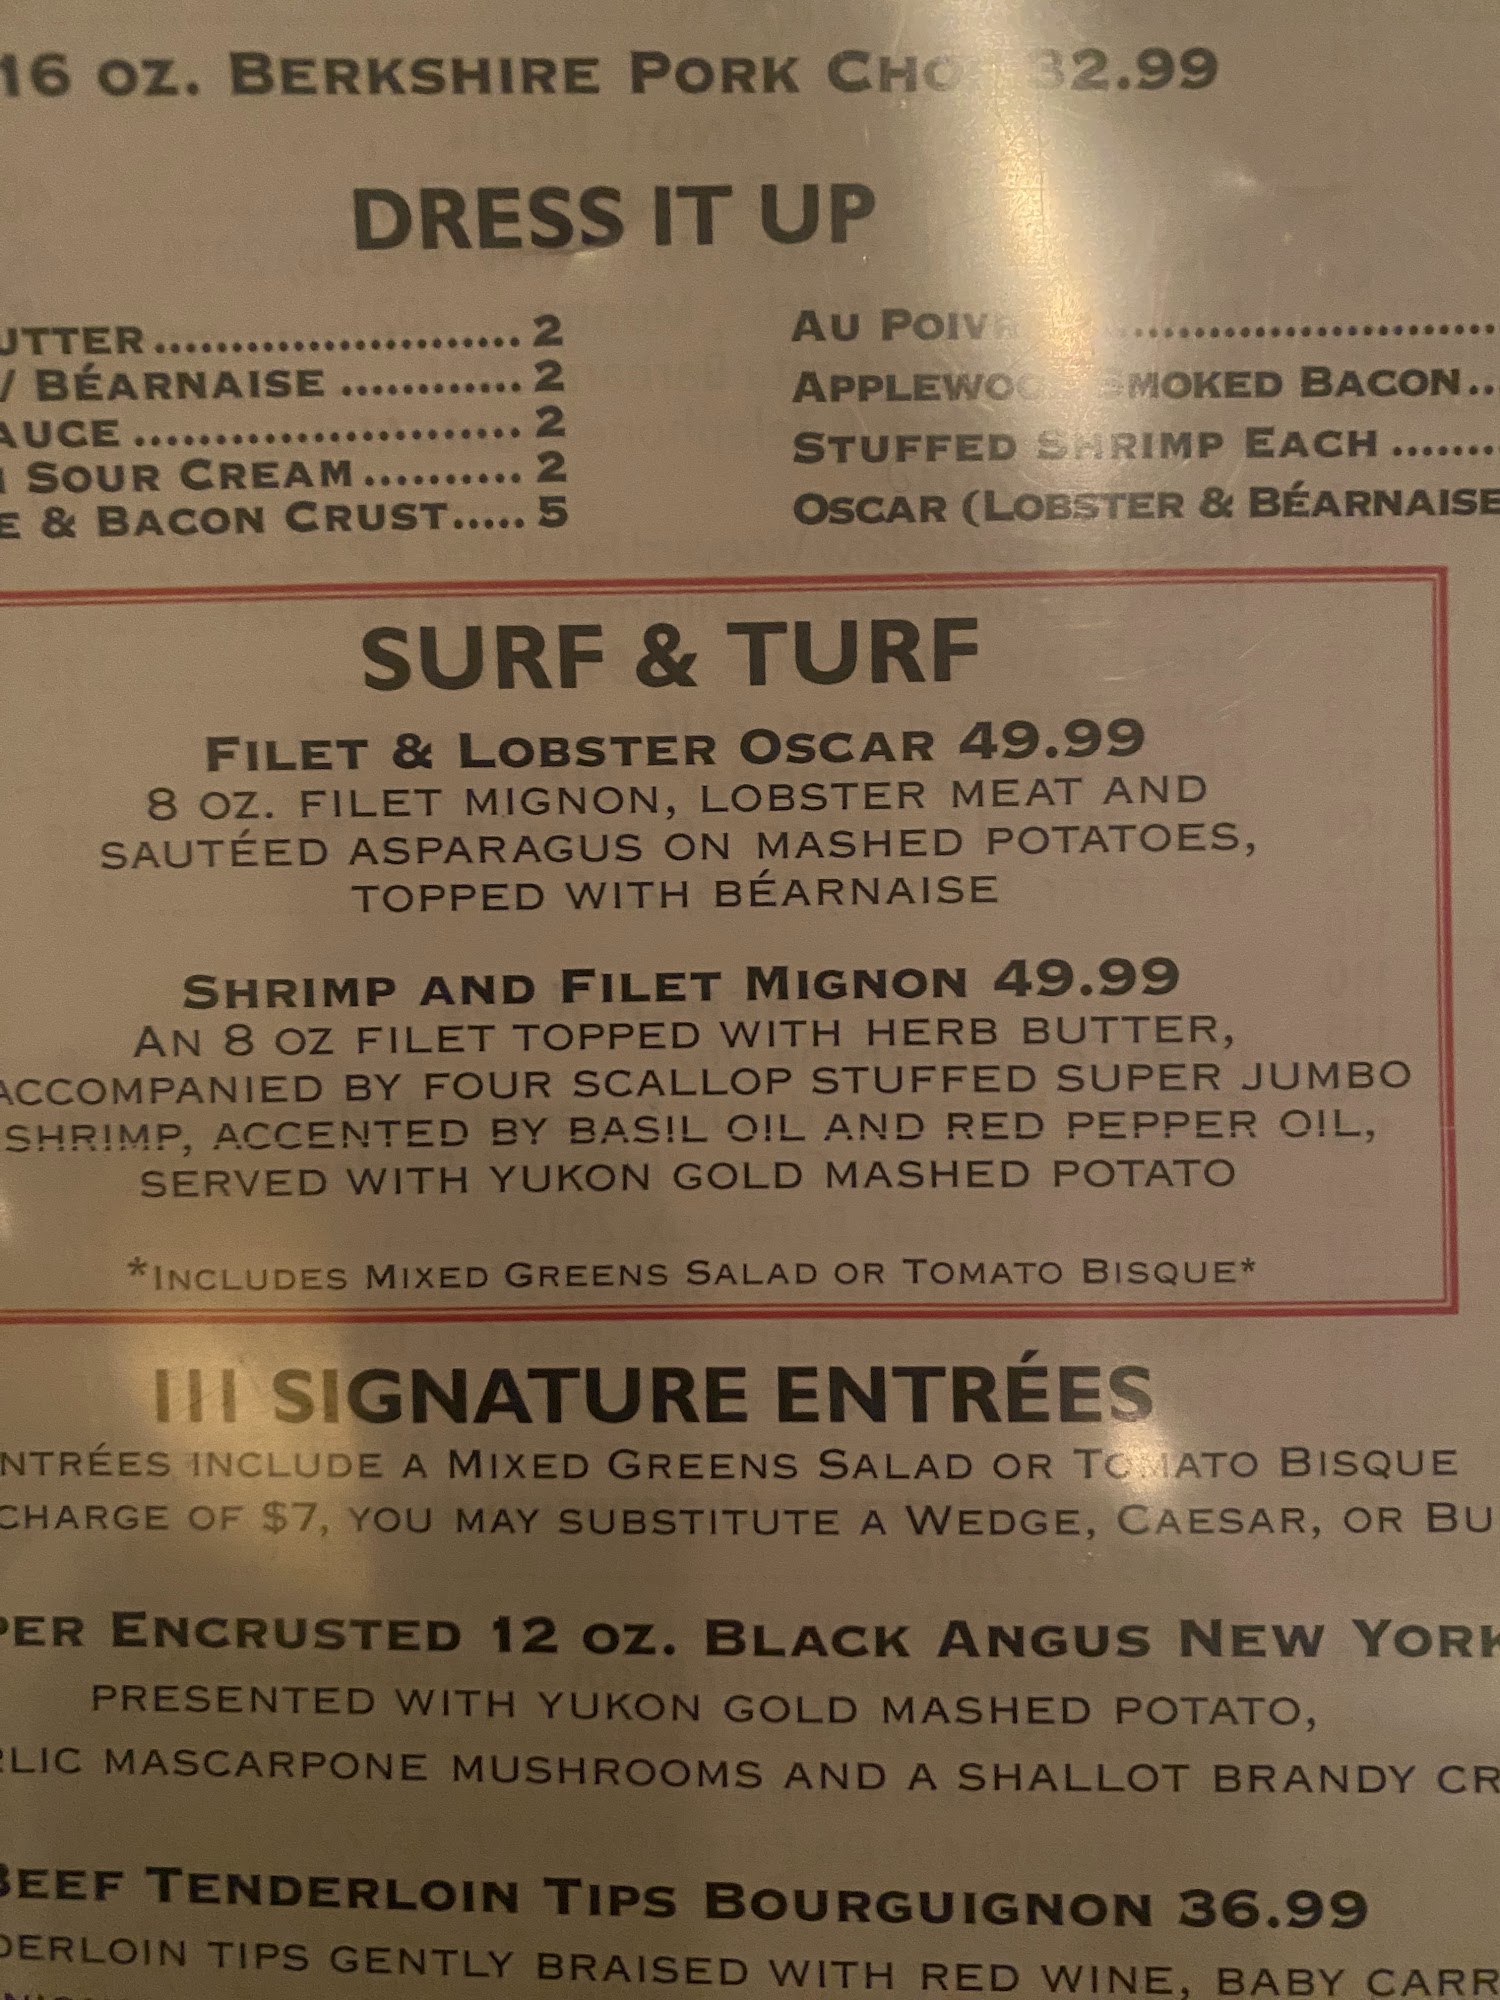 16 oz. Berkshire Pork Cho 32.99
DRESS IT UP
utter........................ 2
/ Béarnaise ............ 2
auce ......................... 2
Sour Cream .......... 2
e & Bacon Crust..... 5
Au Poiv ................................
Applewoo Smoked Bacon..
Stuffed Shrimp Each .......
Oscar (Lobster & Béarnaise
SURF & TURF
Filet & Lobster Oscar 49.99
8 oz. filet mignon, lobster meat and
sautéed asparagus on mashed potatoes,
topped with béarnaise
Shrimp and Filet Mignon 49.99
An 8 oz filet topped with herb butter,
accompanied by four scallop stuffed super jumbo
shrimp, accented by basil oil and red pepper oil,
served with yukon gold mashed potato
*Includes Mixed Greens Salad or Tomato Bisque*
III SIGNATURE ENTRÉES
ntrées include a Mixed Greens Salad or Tomato Bisque
charge of $7, you may substitute a Wedge, Caesar, or Bu
per Encrusted 12 oz. Black Angus New York
presented with yukon gold mashed potato,
rlic mascarpone mushrooms and a shallot brandy cr
Beef Tenderloin Tips Bourguignon 36.99
derloin tips gently braised with red wine, baby carr